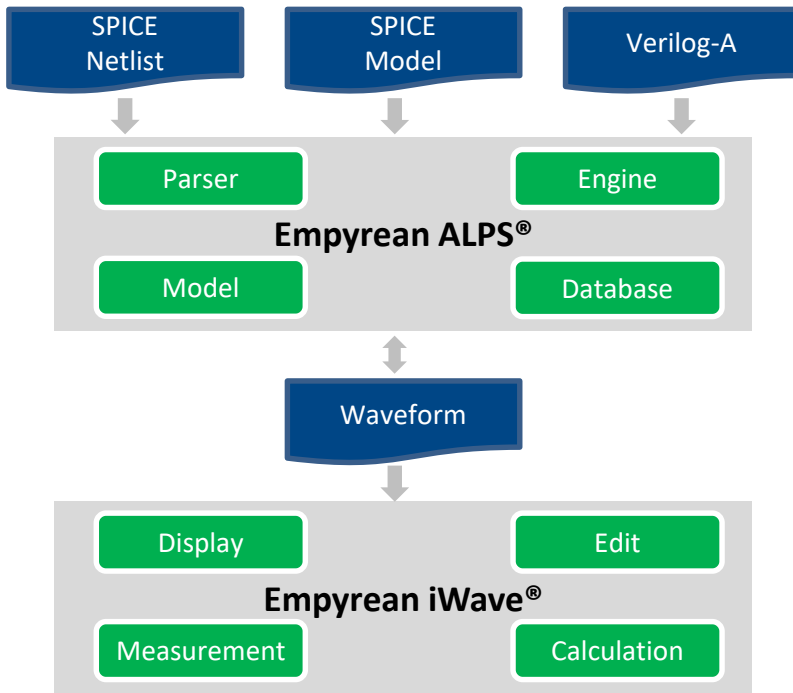 SPICE
Netlist
SPICE
Model
Verilog-A
Parser
Engine
Empyrean ALPS®
Model
Database
Waveform
Display
Edit
Empyrean iWave®
Measurement
Calculation